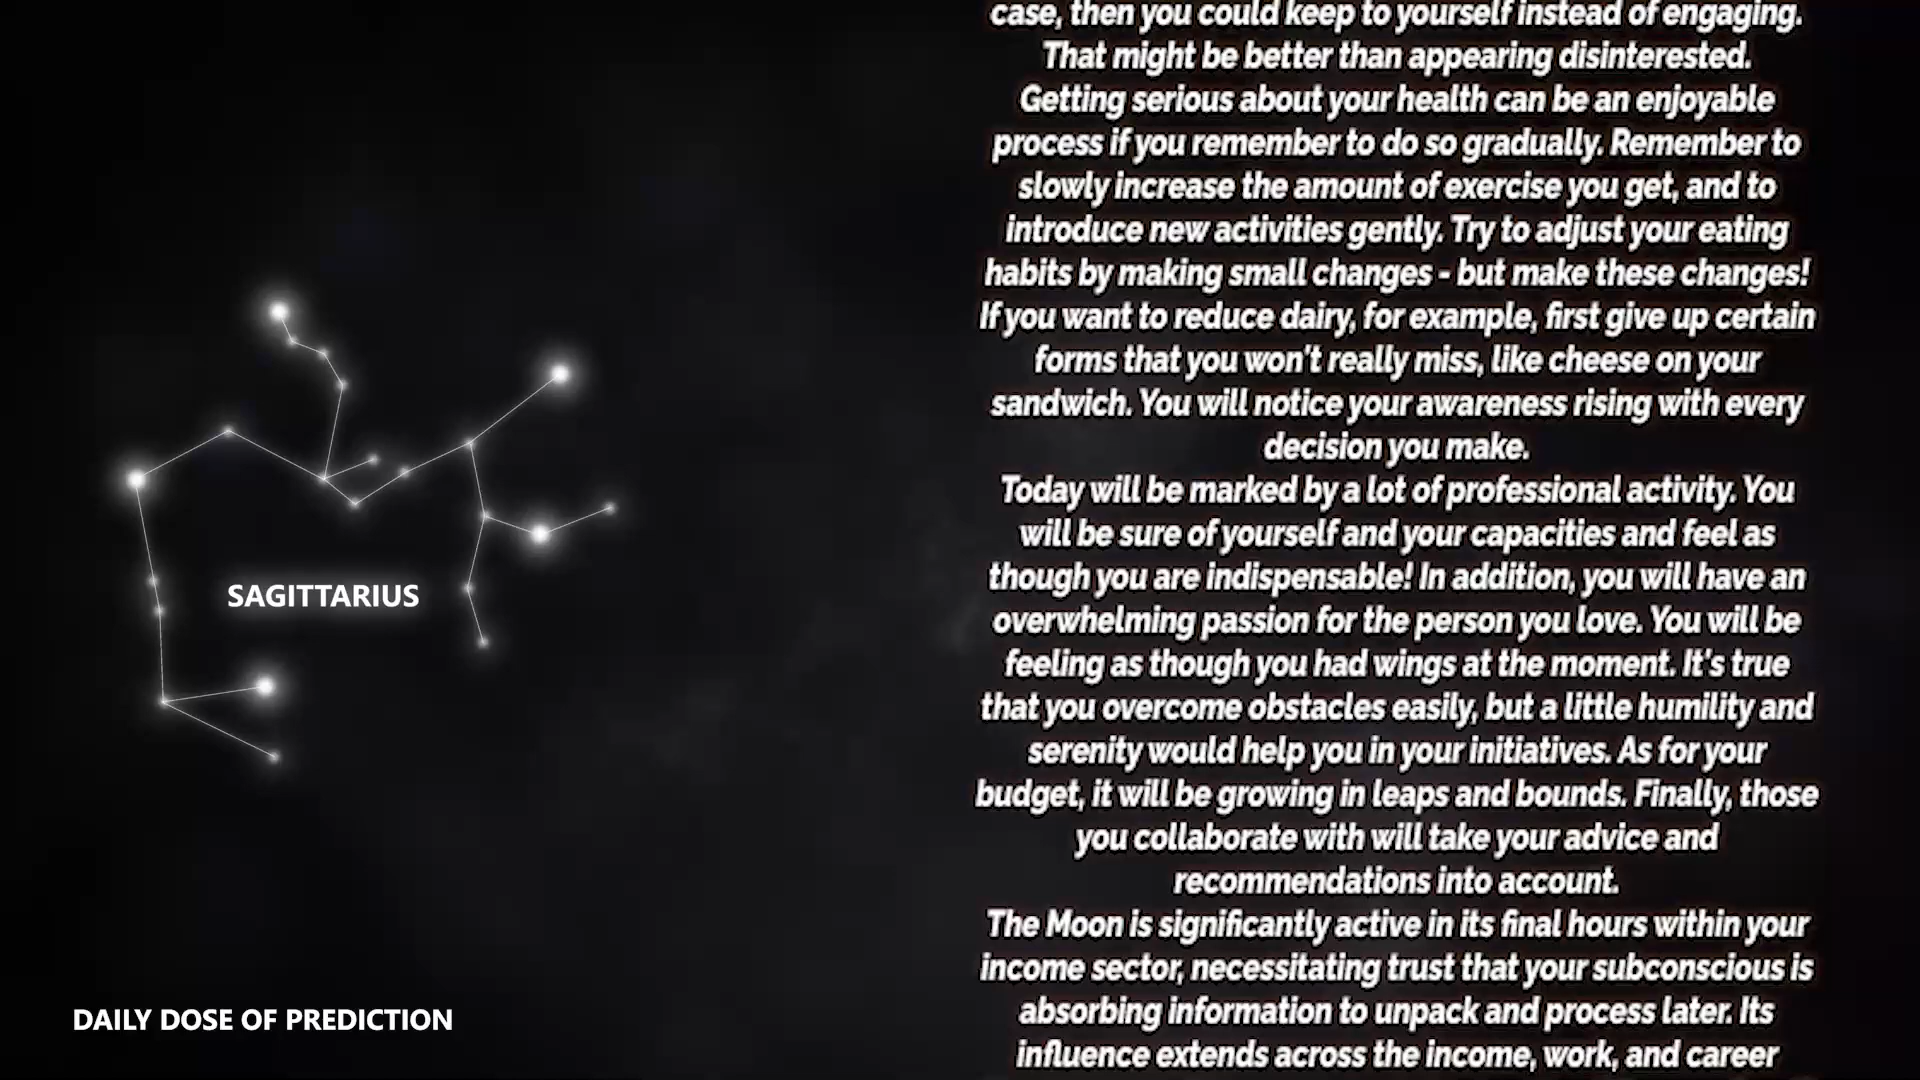 SAGITTARIUS
DAILY DOSE OF PREDICTION
case, then you could keep to yourself instead of engaging.
That might be better than appearing disinterested.
Getting serious about your health can be an enjoyable
process if you remember to do so gradually. Remember to
slowly increase the amount of exercise you get, and to
introduce new activities gently. Try to adjust your eating
habits by making small changes - but make these changes!
If you want to reduce dairy, for example, first give up certain
forms that you won't really miss, like cheese on your
sandwich. You will notice your awareness rising with every
decision you make.
Today will be marked by a lot of professional activity. You
will be sure of yourself and your capacities and feel as
though you are indispensable! In addition, you will have an
overwhelming passion for the person you love. You will be
feeling as though you had wings at the moment. It's true
that you overcome obstacles easily, but a little humility and
serenity would help you in your initiatives. As for your
budget, it will be growing in leaps and bounds. Finally, those
you collaborate with will take your advice and
recommendations into account.
The Moon is significantly active in its final hours within your
income sector, necessitating trust that your subconscious is
absorbing information to unpack and process later. Its
influence extends across the income, work, and career